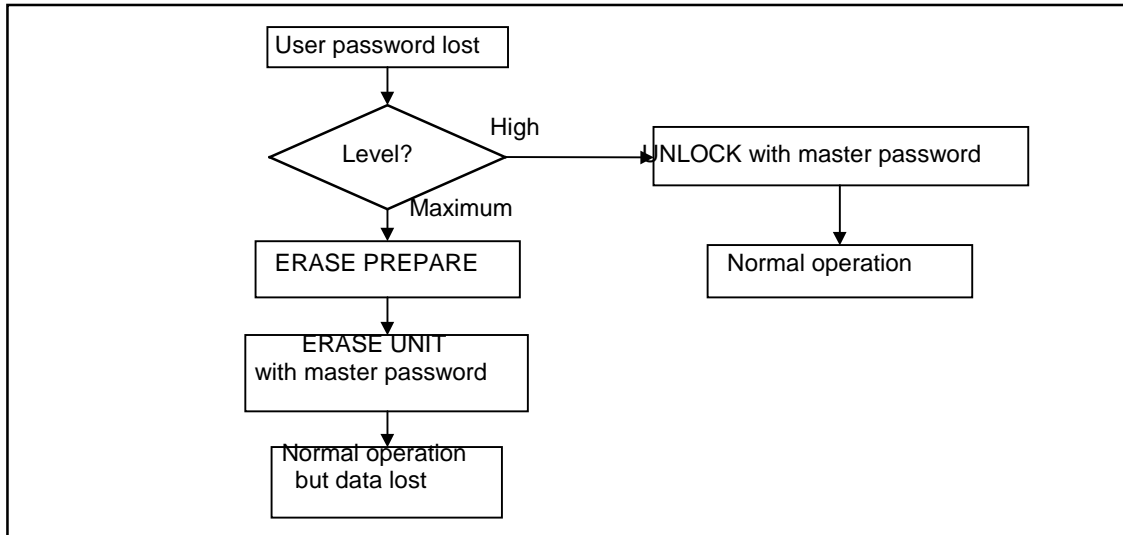 User password lost
Level?
High
UNLOCK with master password
Maximum
ERASE PREPARE
Normal operation
ERASE UNIT
with master password
Normal operation
but data lost